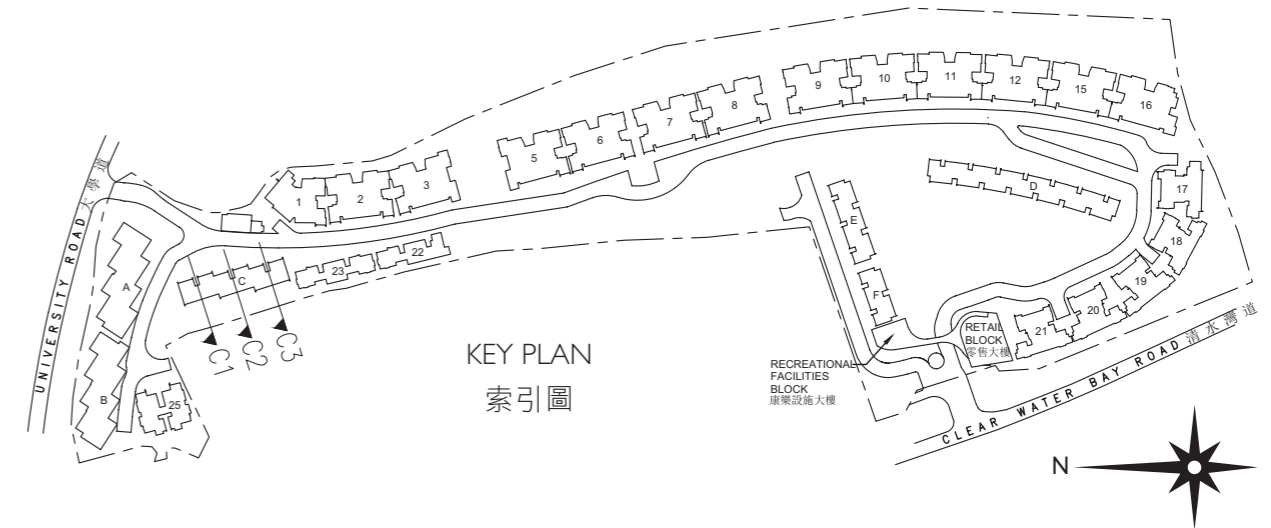 9
10
11
12
15
16
8
7
6
5
3
2
1
17
18
19
20
21
D
E
F
UNIVERSITY ROAD 大學道
A
B
C
23
22
25
C1
C2
C3
KEY PLAN
索引圖
RETAIL
BLOCK
零售大樓
RECREATIONAL
FACILITIES
BLOCK
康樂設施大樓
CLEAR WATER BAY ROAD 清水灣道
N